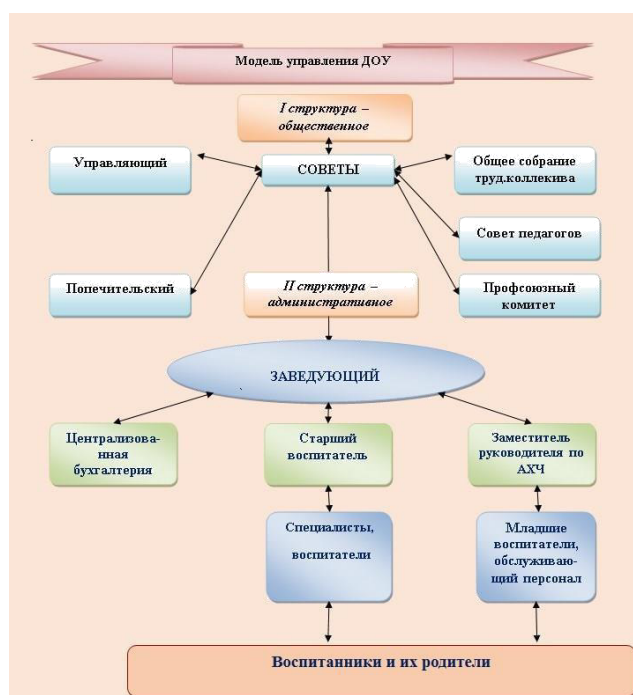 Модель управления ДОУ
I структура –
общественное
Управляющий
СОВЕТЫ
Общее собрание
труд.коллекива
Совет педагогов
Попечительский
II структура –
административное
Профсоюзный
комитет
ЗАВЕДУЮЩИЙ
Централизова-
нная
бухгалтерия
Старший
воспитатель
Заместитель
руководителя по
АХЧ
Специалисты,
воспитатели
Младшие
воспитатели,
обслуживаю-
щий персонал
Воспитанники и их родители